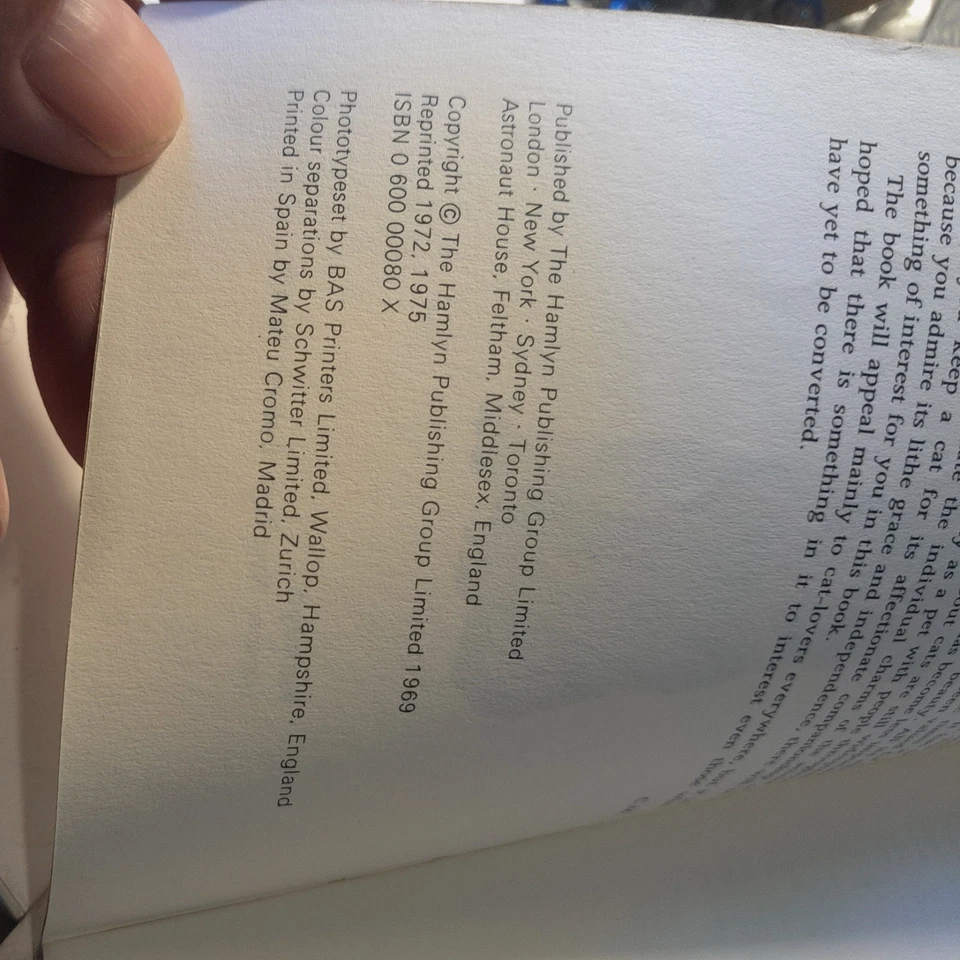 because you admire its lithe grace and independence
something of interest for you in this book.
The book will appeal mainly to cat-lovers everywhere,
hoped that there is something in it to interest even
have yet to be converted.
Published by The Hamlyn Publishing Group Limited
London · New York · Sydney · Toronto
Astronaut House, Feltham, Middlesex, England
Copyright © The Hamlyn Publishing Group Limited 1969
Reprinted 1972, 1975
ISBN 0 600 00080 X
Phototypeset by BAS Printers Limited, Wallop, Hampshire, England
Colour separations by Schwitter Limited, Zurich
Printed in Spain by Mateu Cromo, Madrid